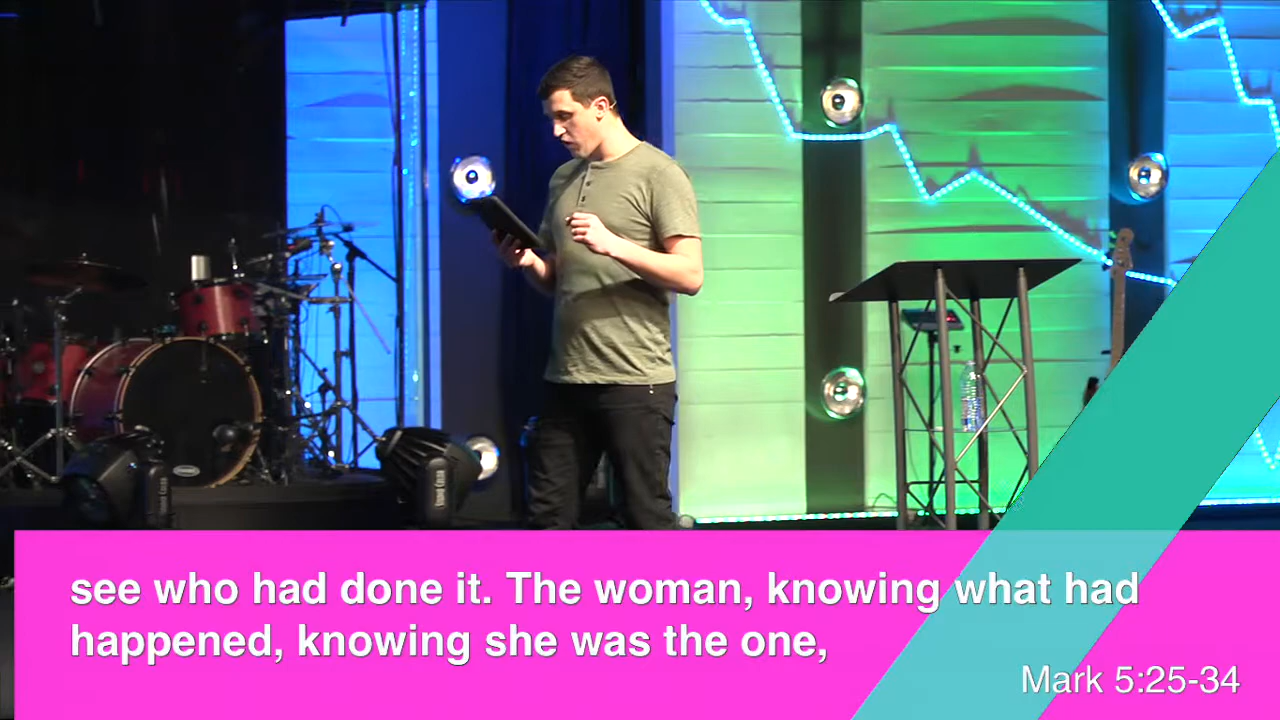 see who had done it. The woman, knowing what had
happened, knowing she was the one,
Mark 5:25-34